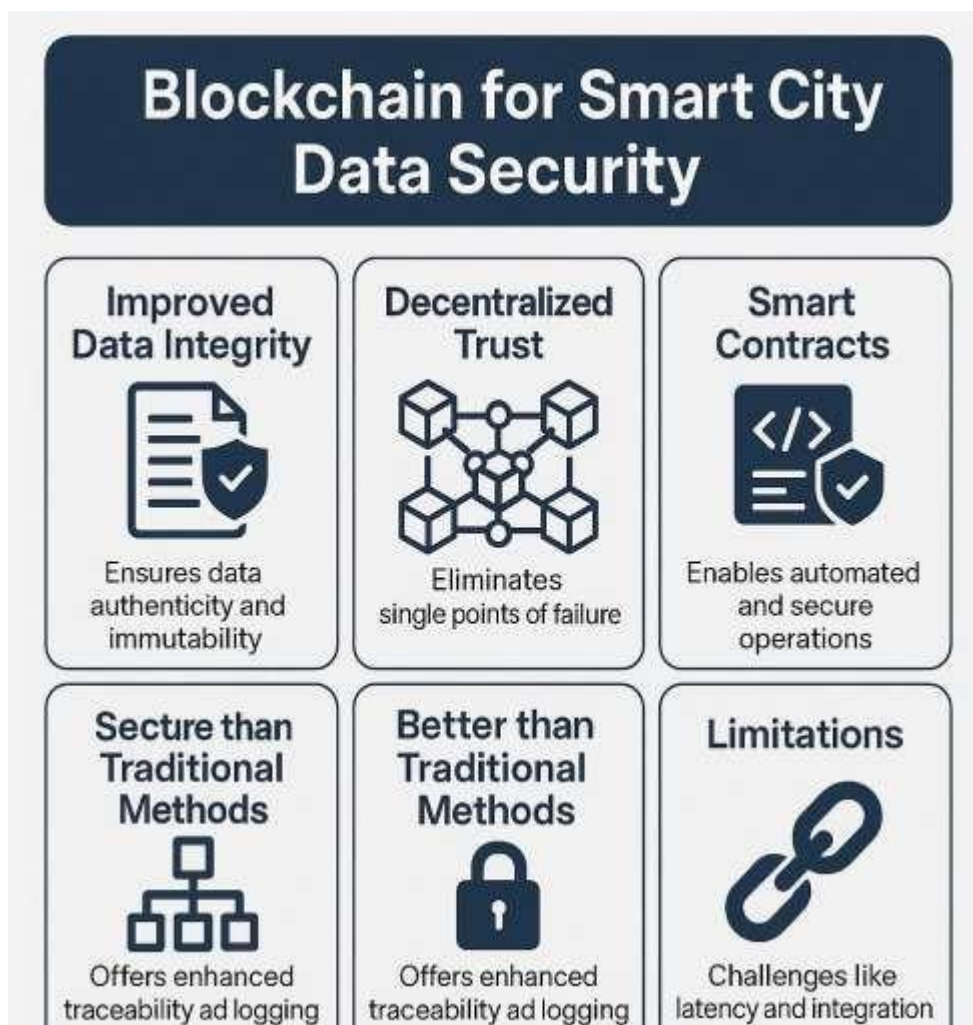 Blockchain for Smart City
Data Security
Improved
Data Integrity
Ensures data
authenticity and
immutability
Decentralized
Trust
Eliminates
single points of failure
Smart
Contracts
</>
Enables automated
and secure
operations
Secure than
Traditional
Methods
Offers enhanced
traceability ad logging
Better than
Traditional
Methods
Offers enhanced
traceability ad logging
Limitations
Challenges like
latency and integration